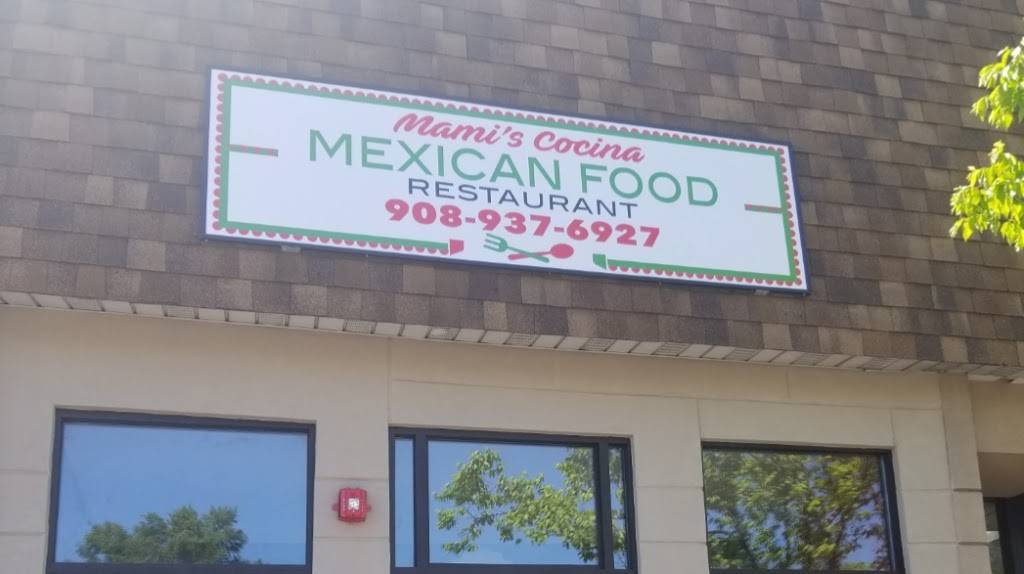 Mami's Cocina
MEXICAN FOOD
RESTAURANT
908-937-6927